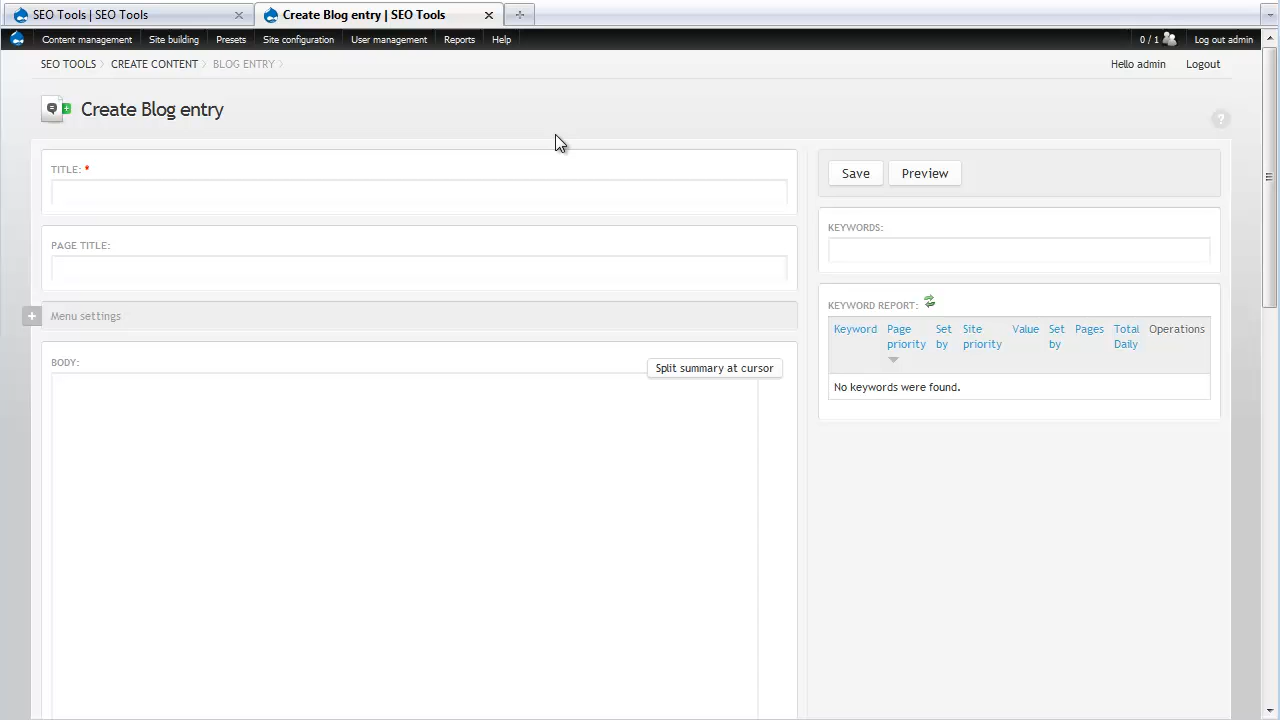 SEO Tools | SEO Tools
Create Blog entry | SEO Tools
Content management Site building Presets Site configuration User management Reports Help 0 / 1 Log out admin
SEO TOOLS CREATE CONTENT BLOG ENTRY Hello admin Logout
Create Blog entry
?
TITLE: *
Save Preview
KEYWORDS:
PAGE TITLE:
Menu settings
KEYWORD REPORT:
Keyword Page priority Set by Site priority Value Set by Pages Total Daily Operations
No keywords were found.
BODY:
Split summary at cursor